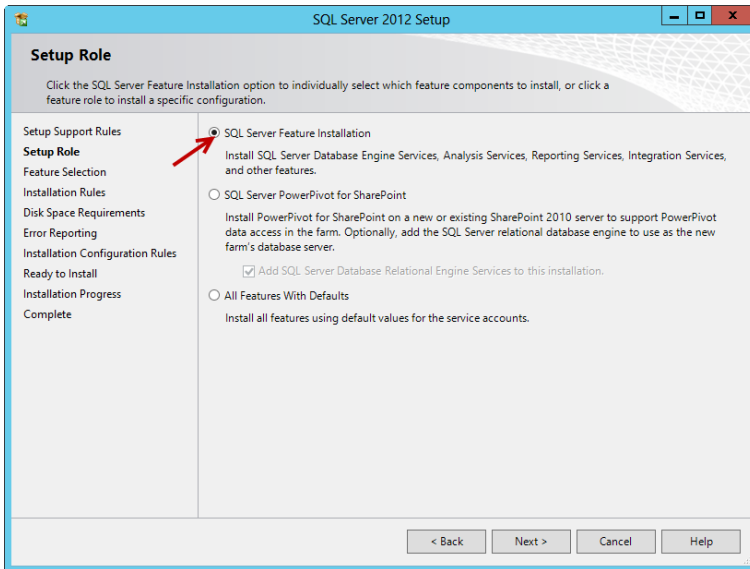 SQL Server 2012 Setup
Setup Role
Click the SQL Server Feature Installation option to individually select which feature components to install, or click a
feature role to install a specific configuration.
Setup Support Rules
Setup Role
Feature Selection
Installation Rules
Disk Space Requirements
Error Reporting
Installation Configuration Rules
Ready to Install
Installation Progress
Complete
SQL Server Feature Installation
Install SQL Server Database Engine Services, Analysis Services, Reporting Services, Integration Services,
and other features.
SQL Server PowerPivot for SharePoint
Install PowerPivot for SharePoint on a new or existing SharePoint 2010 server to support PowerPivot
data access in the farm. Optionally, add the SQL Server relational database engine to use as the new
farm's database server.
Add SQL Server Database Relational Engine Services to this installation.
All Features With Defaults
Install all features using default values for the service accounts.
< Back
Next >
Cancel
Help